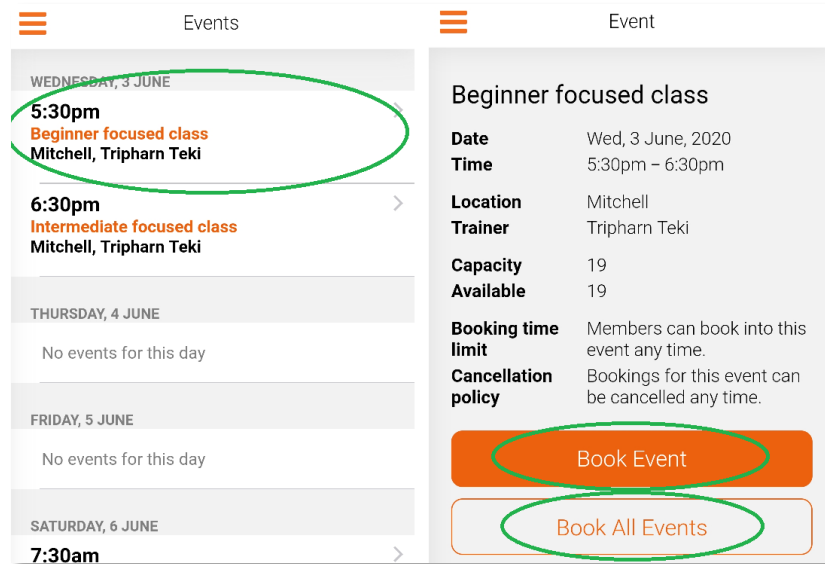 Events
WEDNESDAY, 3 JUNE
5:30pm
Beginner focused class
Mitchell, Tripharn Teki
6:30pm
Intermediate focused class
Mitchell, Tripharn Teki
THURSDAY, 4 JUNE
No events for this day
FRIDAY, 5 JUNE
No events for this day
SATURDAY, 6 JUNE
7:30am
Event
Beginner focused class
Date Wed, 3 June, 2020
Time 5:30pm – 6:30pm
Location Mitchell
Trainer Tripharn Teki
Capacity 19
Available 19
Booking time Members can book into this
limit event any time.
Cancellation Bookings for this event can
policy be cancelled any time.
Book Event
Book All Events